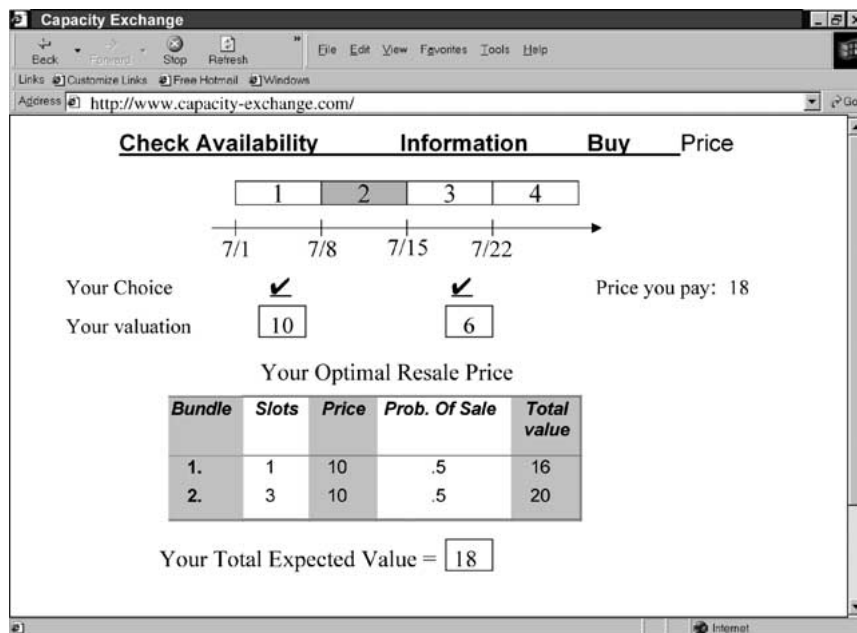 Capacity Exchange
Back Forward Stop Refresh » File Edit View Favorites Tools Help
Links Customize Links Free Hotmail Windows
Address http://www.capacity-exchange.com/ Go
Check Availability Information Buy Price
1 2 3 4
7/1 7/8 7/15 7/22
Your Choice ✔ ✔ Price you pay: 18
Your valuation 10 6
Your Optimal Resale Price
Bundle Slots Price Prob. Of Sale Total
value
1. 1 10 .5 16
2. 3 10 .5 20
Your Total Expected Value = 18
Internet